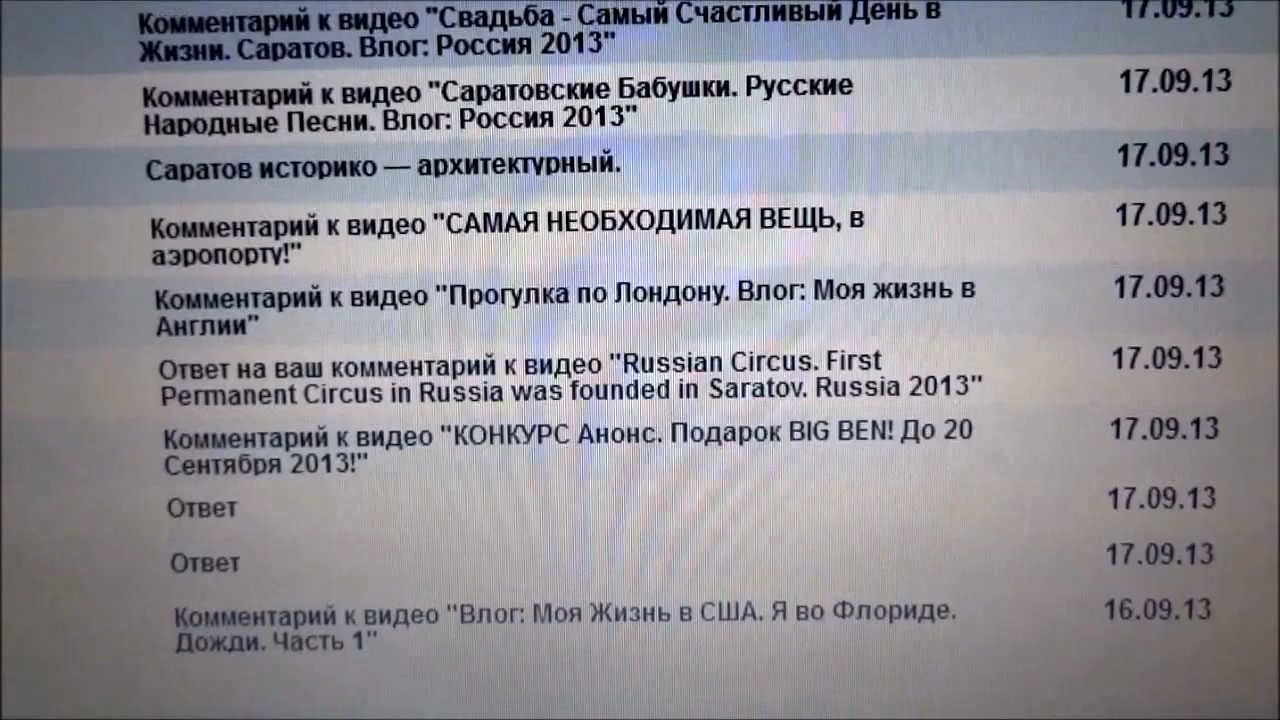 Комментарий к видео "Свадьба - Самый Счастливый День в
Жизни. Саратов. Влог: Россия 2013"
17.09.13
Комментарий к видео "Саратовские Бабушки. Русские
Народные Песни. Влог: Россия 2013"
17.09.13
Саратов историко — архитектурный.
17.09.13
Комментарий к видео "САМАЯ НЕОБХОДИМАЯ ВЕЩЬ, в
аэропорту!"
17.09.13
Комментарий к видео "Прогулка по Лондону. Влог: Моя жизнь в
Англии"
17.09.13
Ответ на ваш комментарий к видео "Russian Circus. First
Permanent Circus in Russia was founded in Saratov. Russia 2013"
17.09.13
Комментарий к видео "КОНКУРС Анонс. Подарок BIG BEN! До 20
Сентября 2013!"
17.09.13
Ответ
17.09.13
Ответ
17.09.13
Комментарий к видео "Влог: Моя Жизнь в США. Я во Флориде.
Дожди. Часть 1"
16.09.13